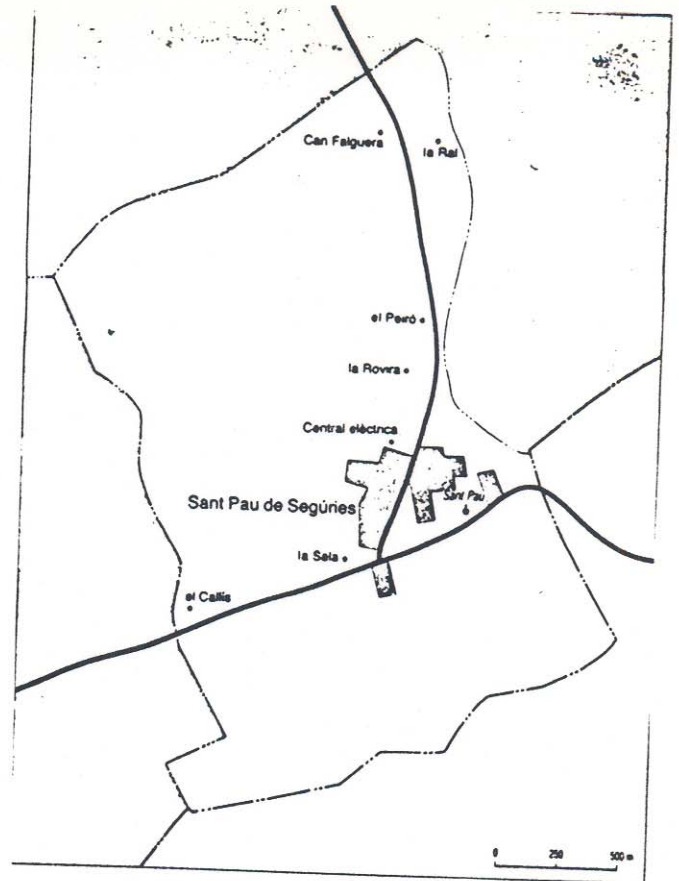 Can Falguera
la Ral
el Peiró
la Rovira
Central elèctrica
Sant Pau de Segúries
Sant Pau
la Sala
el Callís
0 250 500 m